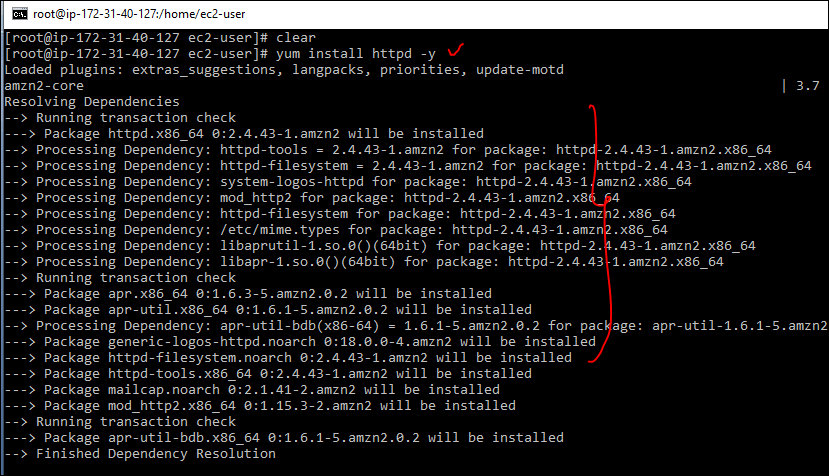 root@ip-172-31-40-127:/home/ec2-user
[root@ip-172-31-40-127 ec2-user]# clear
[root@ip-172-31-40-127 ec2-user]# yum install httpd -y
Loaded plugins: extras_suggestions, langpacks, priorities, update-motd
amzn2-core | 3.7
Resolving Dependencies
--> Running transaction check
---> Package httpd.x86_64 0:2.4.43-1.amzn2 will be installed
--> Processing Dependency: httpd-tools = 2.4.43-1.amzn2 for package: httpd-2.4.43-1.amzn2.x86_64
--> Processing Dependency: httpd-filesystem = 2.4.43-1.amzn2 for package: httpd-2.4.43-1.amzn2.x86_64
--> Processing Dependency: system-logos-httpd for package: httpd-2.4.43-1.amzn2.x86_64
--> Processing Dependency: mod_http2 for package: httpd-2.4.43-1.amzn2.x86_64
--> Processing Dependency: httpd-filesystem for package: httpd-2.4.43-1.amzn2.x86_64
--> Processing Dependency: /etc/mime.types for package: httpd-2.4.43-1.amzn2.x86_64
--> Processing Dependency: libaprutil-1.so.0()(64bit) for package: httpd-2.4.43-1.amzn2.x86_64
--> Processing Dependency: libapr-1.so.0()(64bit) for package: httpd-2.4.43-1.amzn2.x86_64
--> Running transaction check
---> Package apr.x86_64 0:1.6.3-5.amzn2.0.2 will be installed
---> Package apr-util.x86_64 0:1.6.1-5.amzn2.0.2 will be installed
--> Processing Dependency: apr-util-bdb(x86-64) = 1.6.1-5.amzn2.0.2 for package: apr-util-1.6.1-5.amzn2
---> Package generic-logos-httpd.noarch 0:18.0.0-4.amzn2 will be installed
---> Package httpd-filesystem.noarch 0:2.4.43-1.amzn2 will be installed
---> Package httpd-tools.x86_64 0:2.4.43-1.amzn2 will be installed
---> Package mailcap.noarch 0:2.1.41-2.amzn2 will be installed
---> Package mod_http2.x86_64 0:1.15.3-2.amzn2 will be installed
--> Running transaction check
---> Package apr-util-bdb.x86_64 0:1.6.1-5.amzn2.0.2 will be installed
--> Finished Dependency Resolution